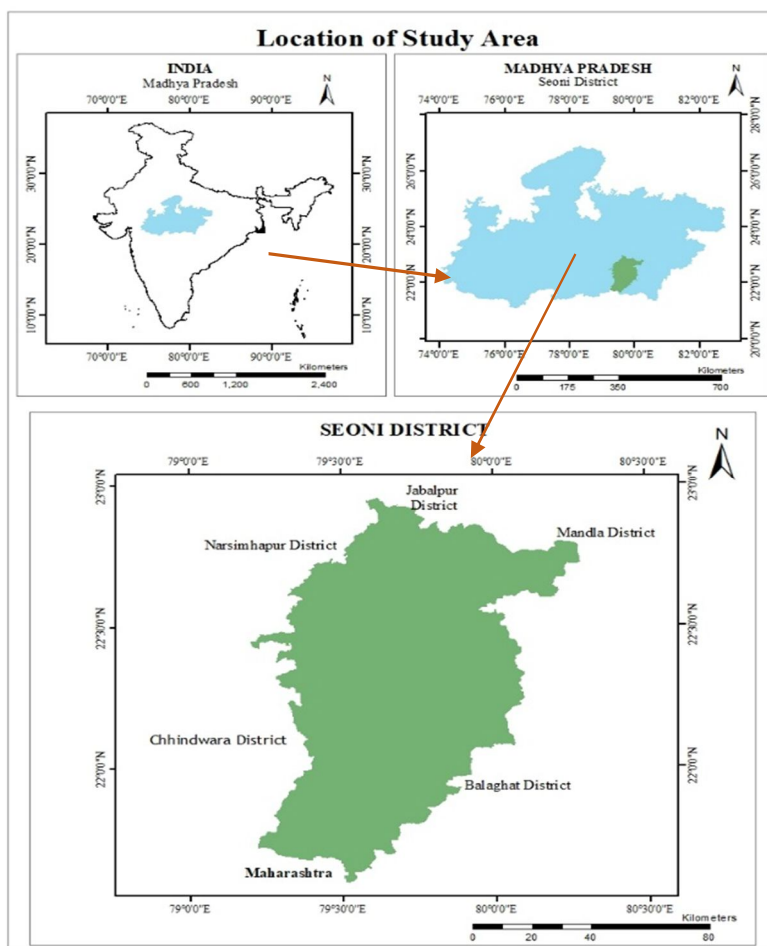 Location of Study Area
INDIA
Madhya Pradesh
N
70°0'0"E 80°0'0"E 90°0'0"E
30°0'0"N 30°0'0"N
20°0'0"N 20°0'0"N
10°0'0"N 10°0'0"N
70°0'0"E 80°0'0"E 90°0'0"E
Kilometers
0 600 1,200 2,400
MADHYA PRADESH
Seoni District
N
74°0'0"E 76°0'0"E 78°0'0"E 80°0'0"E 82°0'0"E
28°0'0"N
26°0'0"N 26°0'0"N
24°0'0"N 24°0'0"N
22°0'0"N 22°0'0"N
20°0'0"N
74°0'0"E 76°0'0"E 78°0'0"E 80°0'0"E 82°0'0"E
Kilometers
0 175 350 700
SEONI DISTRICT
N
79°0'0"E 79°30'0"E 80°0'0"E 80°30'0"E
23°0'0"N 23°0'0"N
Jabalpur
District
Narsimhapur District
Mandla District
22°30'0"N 22°30'0"N
Chhindwara District
22°0'0"N 22°0'0"N
Balaghat District
Maharashtra
79°0'0"E 79°30'0"E 80°0'0"E 80°30'0"E
Kilometers
0 10 20 40 60 80